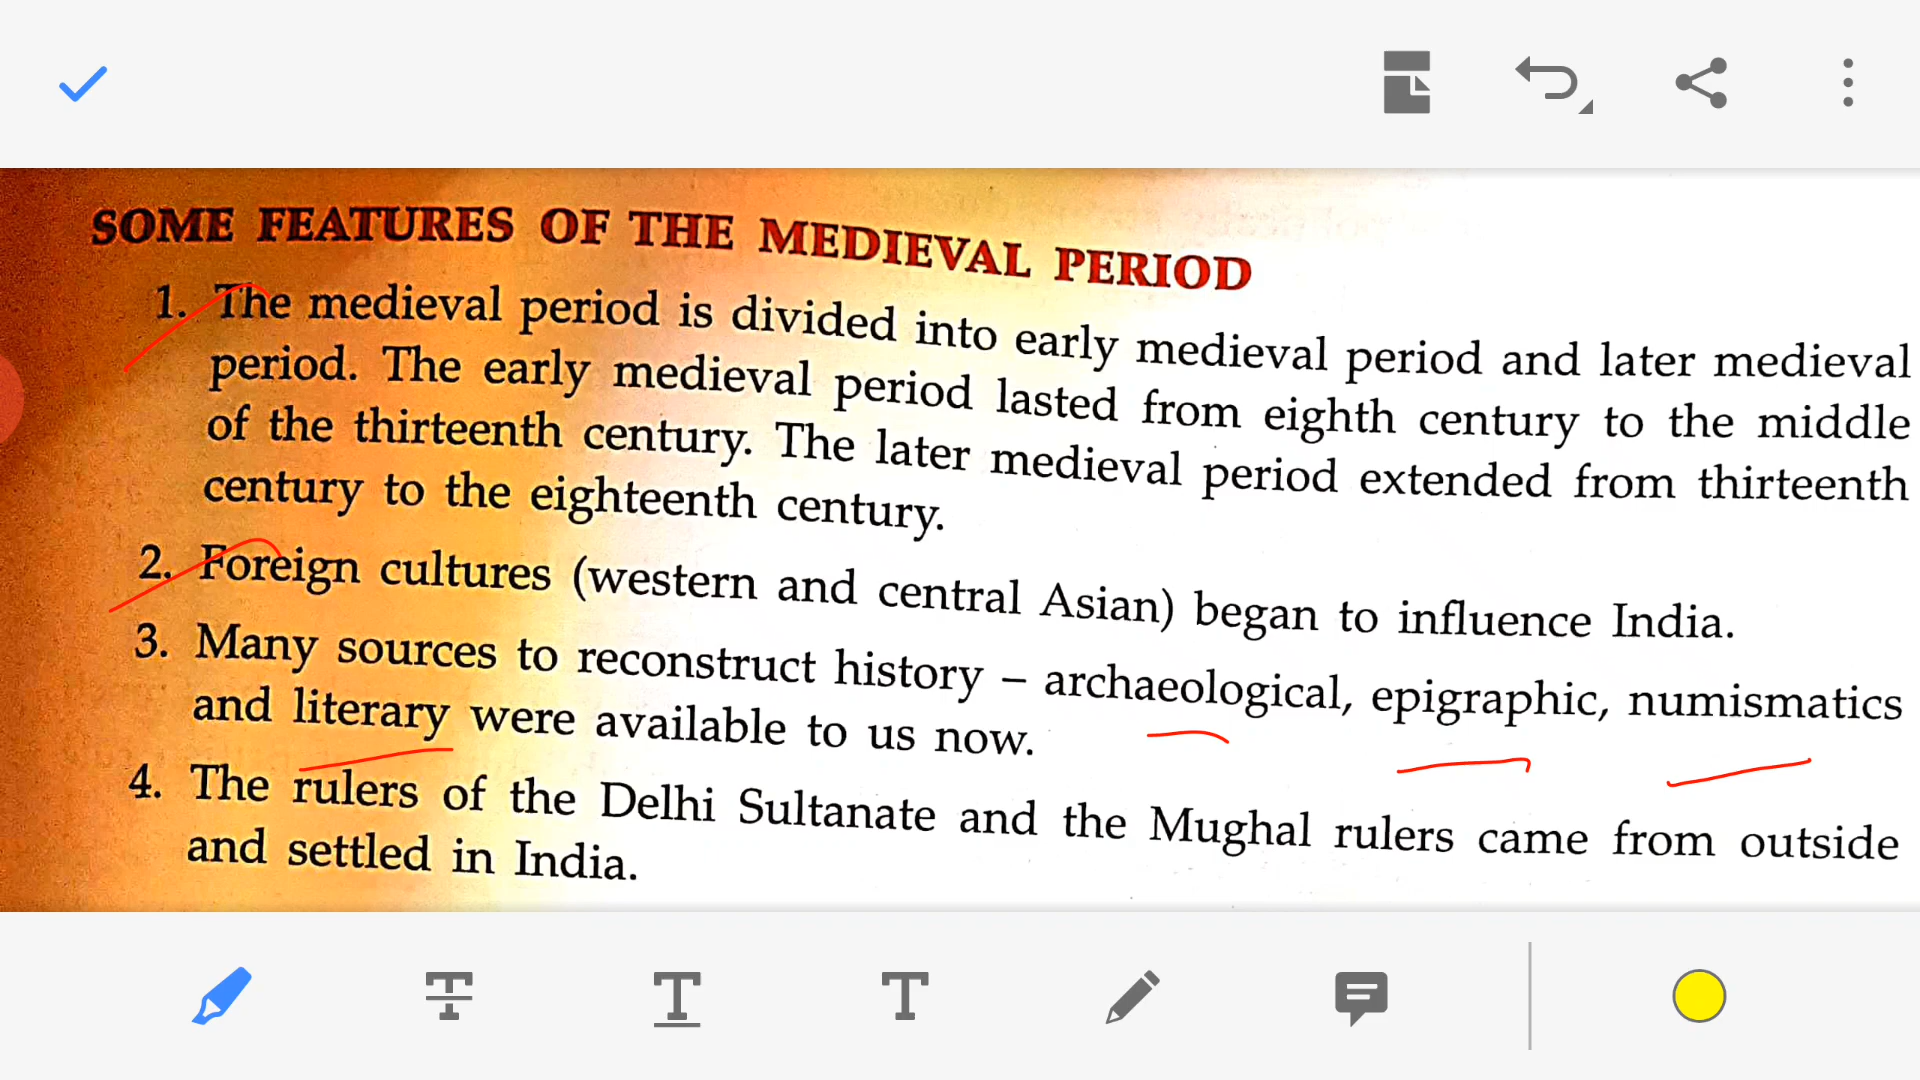 SOME FEATURES OF THE MEDIEVAL PERIOD
1. The medieval period is divided into early medieval period and later medieval
period. The early medieval period lasted from eighth century to the middle
of the thirteenth century. The later medieval period extended from thirteenth
century to the eighteenth century.
2. Foreign cultures (western and central Asian) began to influence India.
3. Many sources to reconstruct history – archaeological, epigraphic, numismatics
and literary were available to us now.
4. The rulers of the Delhi Sultanate and the Mughal rulers came from outside
and settled in India.